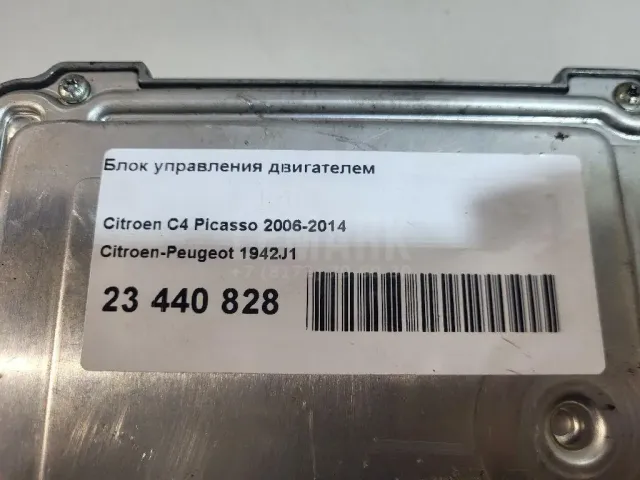 Блок управления двигателем
Citroen C4 Picasso 2006-2014
Citroen-Peugeot 1942J1
23 440 828